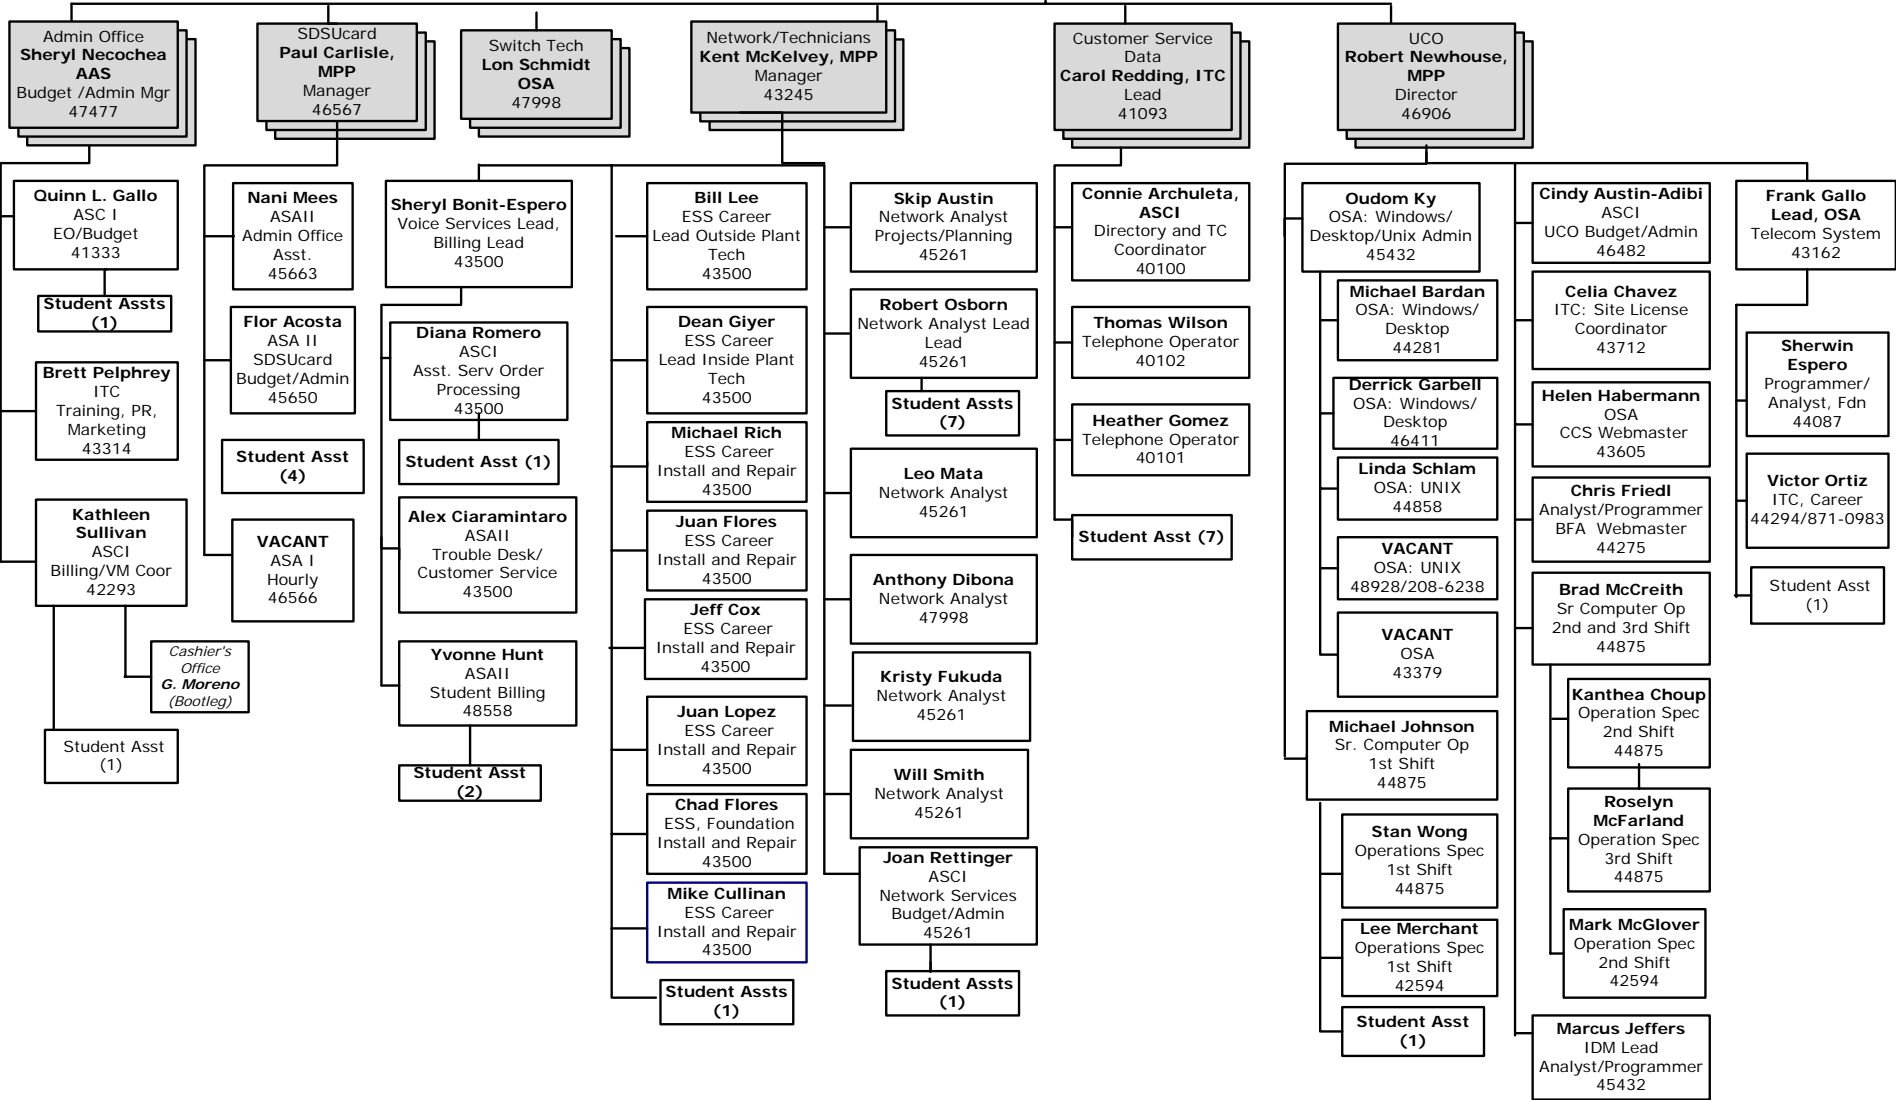 Admin Office
Sheryl Necochea
AAS
Budget /Admin Mgr
47477
SDSUcard
Paul Carlisle,
MPP
Manager
46567
Switch Tech
Lon Schmidt
OSA
47998
Network/Technicians
Kent McKelvey, MPP
Manager
43245
Customer Service
Data
Carol Redding, ITC
Lead
41093
UCO
Robert Newhouse,
MPP
Director
46906
Quinn L. Gallo
ASC I
EO/Budget
41333
Student Assts
(1)
Brett Pelphrey
ITC
Training, PR,
Marketing
43314
Kathleen
Sullivan
ASCI
Billing/VM Coor
42293
Cashier's
Office
G. Moreno
(Bootleg)
Student Asst
(1)
Nani Mees
ASAII
Admin Office
Asst.
45663
Flor Acosta
ASA II
SDSUcard
Budget/Admin
45650
Student Asst
(4)
VACANT
ASA I
Hourly
46566
Sheryl Bonit-Espero
Voice Services Lead,
Billing Lead
43500
Diana Romero
ASCI
Asst. Serv Order
Processing
43500
Student Asst (1)
Alex Ciaramintaro
ASAII
Trouble Desk/
Customer Service
43500
Yvonne Hunt
ASAII
Student Billing
48558
Student Asst
(2)
Bill Lee
ESS Career
Lead Outside Plant
Tech
43500
Dean Giyer
ESS Career
Lead Inside Plant
Tech
43500
Michael Rich
ESS Career
Install and Repair
43500
Juan Flores
ESS Career
Install and Repair
43500
Jeff Cox
ESS Career
Install and Repair
43500
Juan Lopez
ESS Career
Install and Repair
43500
Chad Flores
ESS, Foundation
Install and Repair
43500
Mike Cullinan
ESS Career
Install and Repair
43500
Student Assts
(1)
Skip Austin
Network Analyst
Projects/Planning
45261
Robert Osborn
Network Analyst Lead
Lead
45261
Student Assts
(7)
Leo Mata
Network Analyst
45261
Anthony Dibona
Network Analyst
47998
Kristy Fukuda
Network Analyst
45261
Will Smith
Network Analyst
45261
Joan Rettinger
ASCI
Network Services
Budget/Admin
45261
Student Assts
(1)
Connie Archuleta,
ASCI
Directory and TC
Coordinator
40100
Thomas Wilson
Telephone Operator
40102
Heather Gomez
Telephone Operator
40101
Student Asst (7)
Oudom Ky
OSA: Windows/
Desktop/Unix Admin
45432
Michael Bardan
OSA: Windows/
Desktop
44281
Derrick Garbell
OSA: Windows/
Desktop
46411
Linda Schlam
OSA: UNIX
44858
VACANT
OSA: UNIX
48928/208-6238
VACANT
OSA
43379
Michael Johnson
Sr. Computer Op
1st Shift
44875
Stan Wong
Operations Spec
1st Shift
44875
Lee Merchant
Operations Spec
1st Shift
42594
Student Asst
(1)
Cindy Austin-Adibi
ASCI
UCO Budget/Admin
46482
Celia Chavez
ITC: Site License
Coordinator
43712
Helen Habermann
OSA
CCS Webmaster
43605
Chris Friedl
Analyst/Programmer
BFA Webmaster
44275
Brad McCreith
Sr Computer Op
2nd and 3rd Shift
44875
Kanthea Choup
Operation Spec
2nd Shift
44875
Roselyn
McFarland
Operation Spec
3rd Shift
44875
Mark McGlover
Operation Spec
2nd Shift
42594
Marcus Jeffers
IDM Lead
Analyst/Programmer
45432
Frank Gallo
Lead, OSA
Telecom System
43162
Sherwin
Espero
Programmer/
Analyst, Fdn
44087
Victor Ortiz
ITC, Career
44294/871-0983
Student Asst
(1)